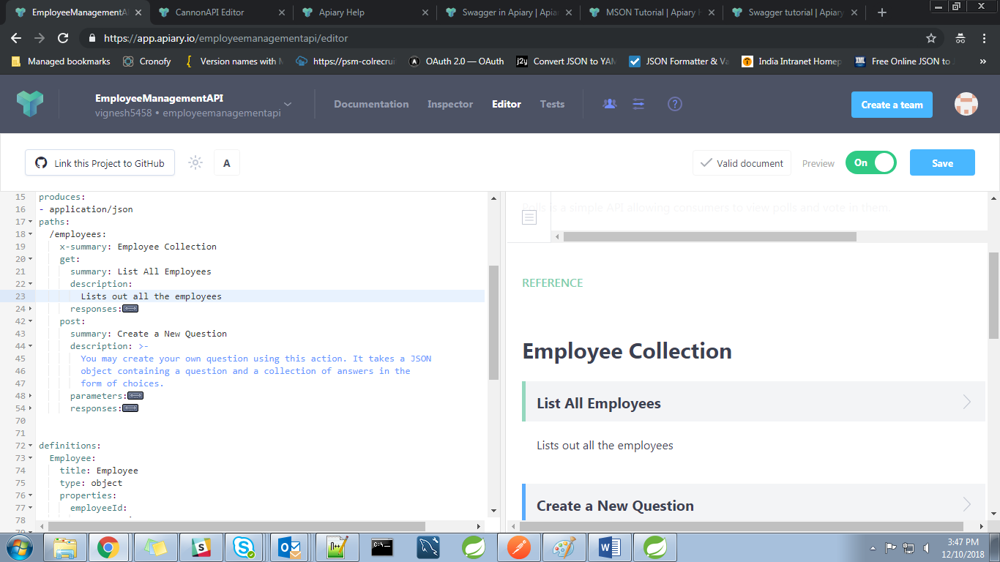 EmployeeManagementA
CannonAPI Editor
Apiary Help
Swagger in Apiary | Apiar
MSON Tutorial | Apiary H
Swagger tutorial | Apiary
https://app.apiary.io/employeemanagementapi/editor
Managed bookmarks
Cronofy
Version names with M
https://psm-colrecrui
OAuth 2.0 — OAuth
j2y
Convert JSON to YAM
JSON Formatter & Va
India Intranet Homep
Free Online JSON to J
»
EmployeeManagementAPI
vignesh5458 • employeemanagementapi
Documentation
Inspector
Editor
Tests
?
Create a team
Link this Project to GitHub
A
Valid document
Preview
On
Save
15 produces:
16 - application/json
17 paths:
18 /employees:
19 x-summary: Employee Collection
20 get:
21 summary: List All Employees
22 description:
23 Lists out all the employees
24 responses:
42 post:
43 summary: Create a New Question
44 description: >-
45 You may create your own question using this action. It takes a JSON
46 object containing a question and a collection of answers in the
47 form of choices.
48 parameters:
54 responses:
70
71
72 definitions:
73 Employee:
74 title: Employee
75 type: object
76 properties:
77 employeeId:
78
Polls is a simple API allowing consumers to view polls and vote in them.
REFERENCE
Employee Collection
List All Employees
Lists out all the employees
Create a New Question
3:47 PM
12/10/2018